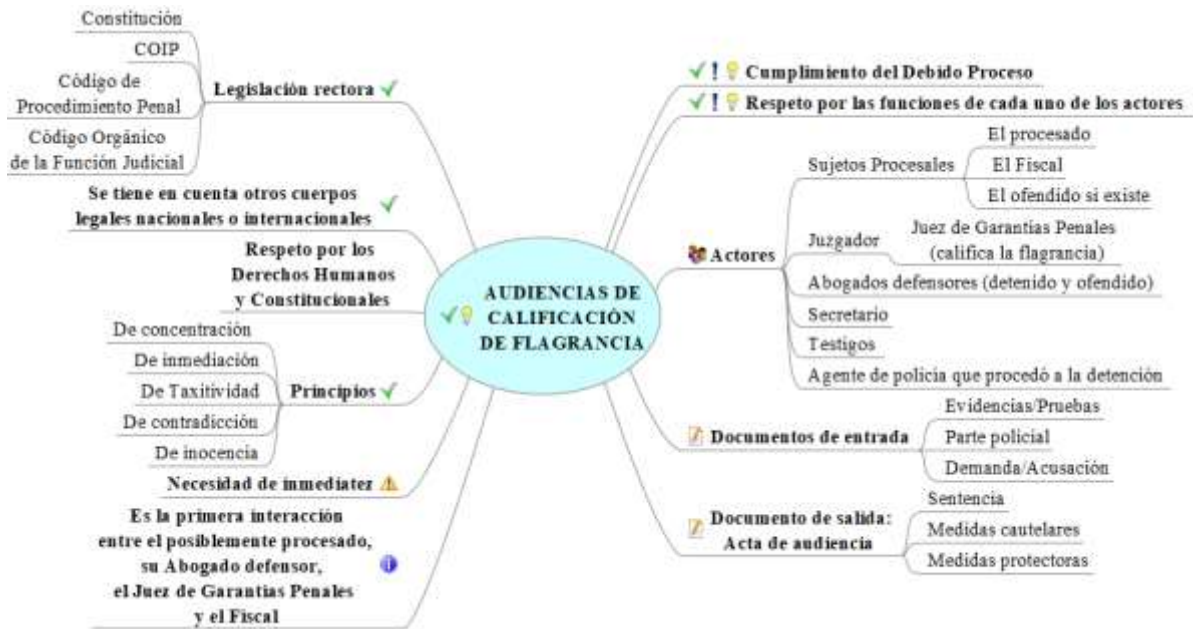 Constitución
COIP
Código de
Procedimiento Penal
Código Orgánico
de la Función Judicial
Legislación rectora
Se tiene en cuenta otros cuerpos
legales nacionales o internacionales
Respeto por los
Derechos Humanos
y Constitucionales
De concentración
De inmediación
De Taxitividad
De contradicción
De inocencia
Principios
Necesidad de inmediatez
Es la primera interacción
entre el posiblemente procesado,
su Abogado defensor,
el Juez de Garantías Penales
y el Fiscal
AUDIENCIAS DE
CALIFICACIÓN
DE FLAGRANCIA
Cumplimiento del Debido Proceso
Respeto por las funciones de cada uno de los actores
Actores
Sujetos Procesales
El procesado
El Fiscal
El ofendido si existe
Juzgador
Juez de Garantías Penales
(califica la flagrancia)
Abogados defensores (detenido y ofendido)
Secretario
Testigos
Agente de policía que procedó a la detención
Documentos de entrada
Evidencias/Pruebas
Parte policial
Demanda/Acusación
Documento de salida:
Acta de audiencia
Sentencia
Medidas cautelares
Medidas protectoras